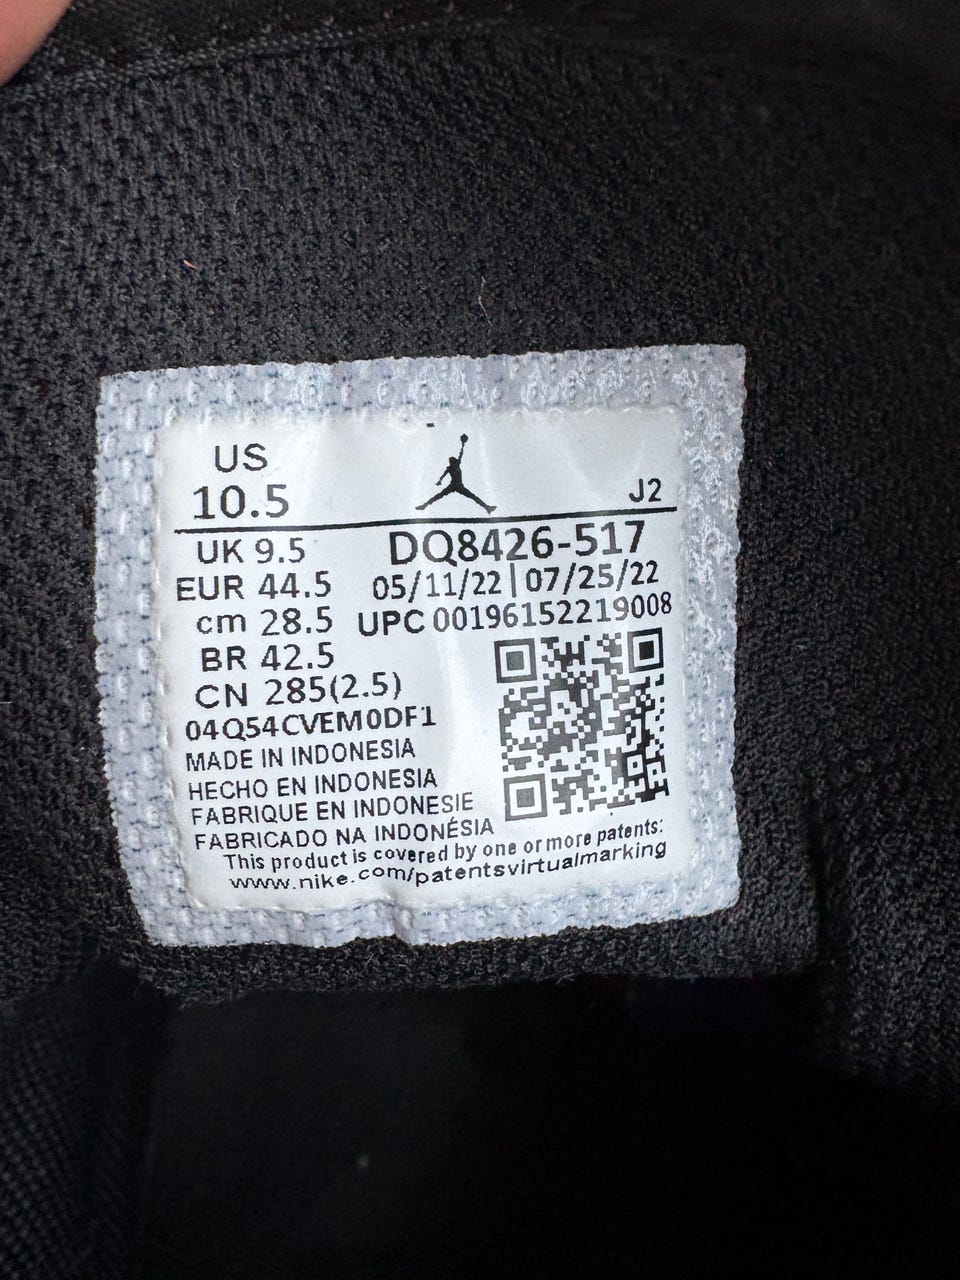 US
10.5
J2
UK 9.5
DQ8426-517
EUR 44.5
05/11/22|07/25/22
cm 28.5
UPC 00196152219008
BR 42.5
CN 285(2.5)
04Q54CVEM0DF1
MADE IN INDONESIA
HECHO EN INDONESIA
FABRIQUE EN INDONESIE
FABRICADO NA INDONÉSIA
This product is covered by one or more patents:
www.nike.com/patentsvirtualmarking